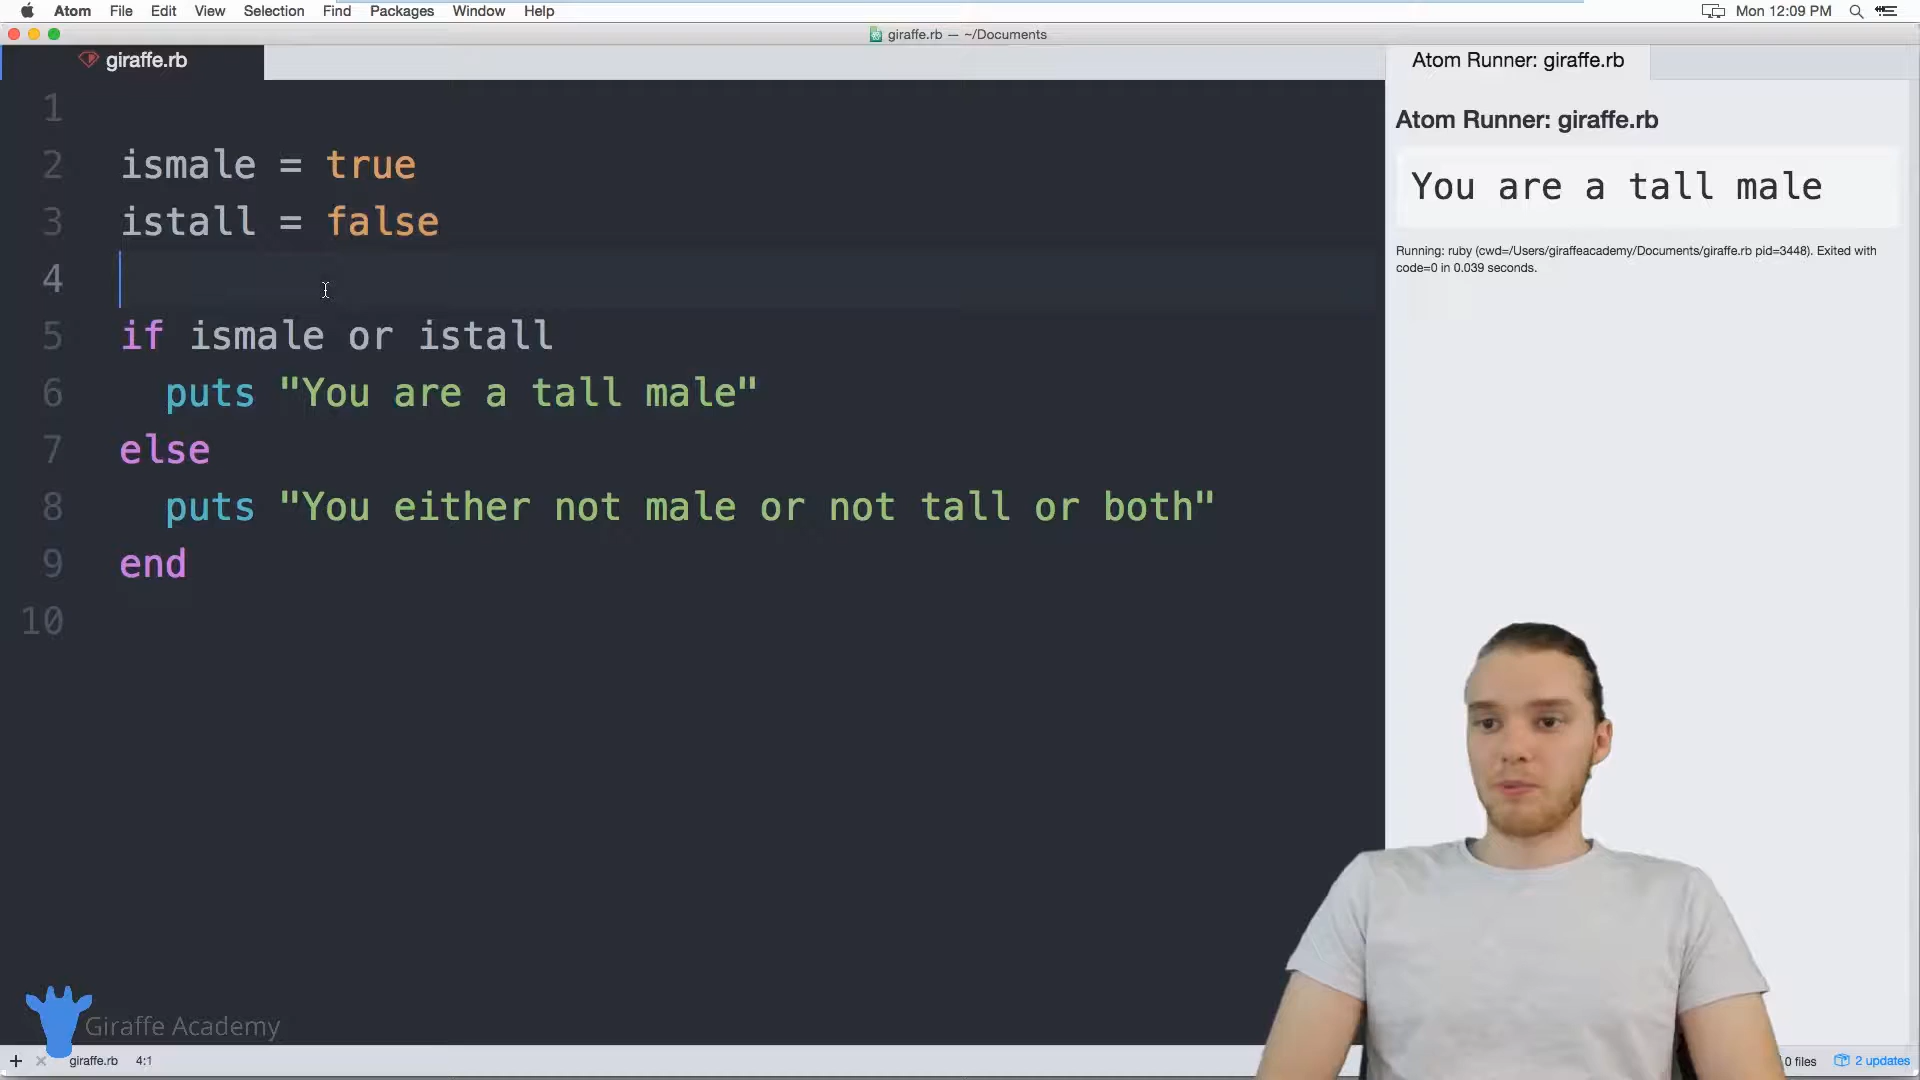 Atom File Edit View Selection Find Packages Window Help Mon 12:09 PM
giraffe.rb — ~/Documents
giraffe.rb
Atom Runner: giraffe.rb
1
2 ismale = true
3 istall = false
4
5 if ismale or istall
6 puts "You are a tall male"
7 else
8 puts "You either not male or not tall or both"
9 end
10
Atom Runner: giraffe.rb
You are a tall male
Running: ruby (cwd=/Users/giraffeacademy/Documents/giraffe.rb pid=3448). Exited with
code=0 in 0.039 seconds.
Giraffe Academy
giraffe.rb 4:1 0 files 2 updates